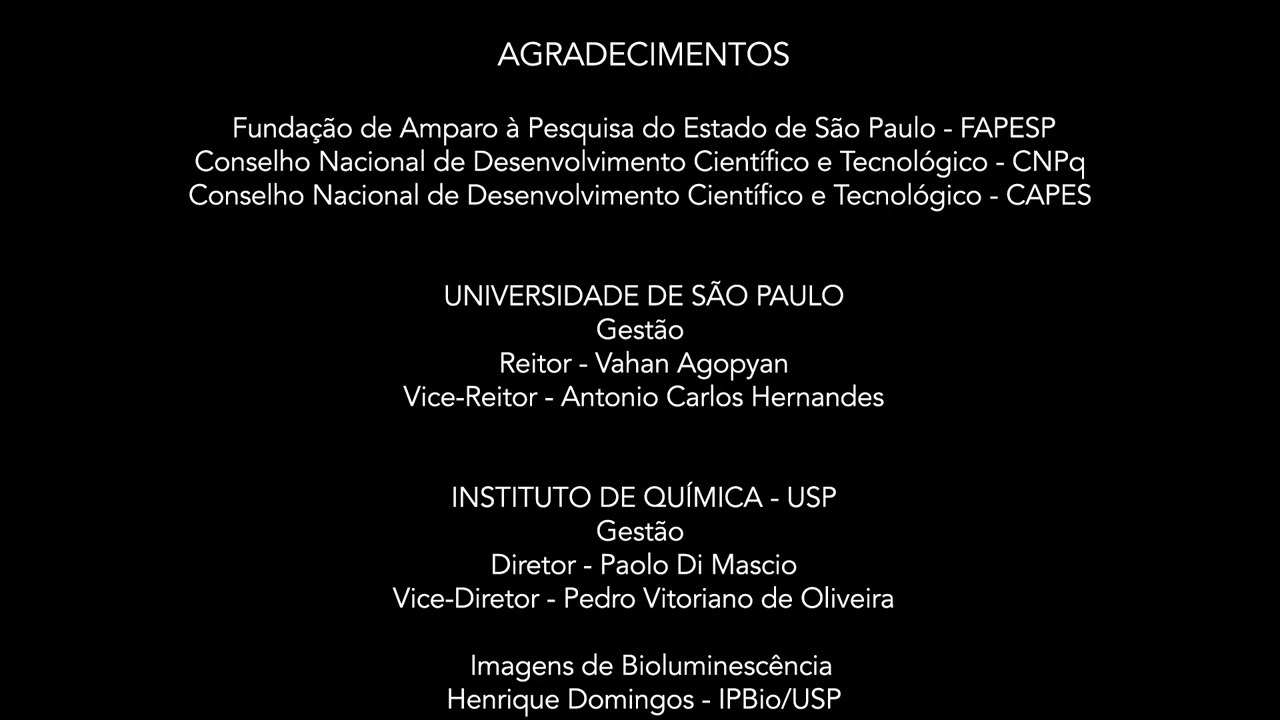 AGRADECIMENTOS
Fundação de Amparo à Pesquisa do Estado de São Paulo - FAPESP
Conselho Nacional de Desenvolvimento Científico e Tecnológico - CNPq
Conselho Nacional de Desenvolvimento Científico e Tecnológico - CAPES
UNIVERSIDADE DE SÃO PAULO
Gestão
Reitor - Vahan Agopyan
Vice-Reitor - Antonio Carlos Hernandes
INSTITUTO DE QUÍMICA - USP
Gestão
Diretor - Paolo Di Mascio
Vice-Diretor - Pedro Vitoriano de Oliveira
Imagens de Bioluminescência
Henrique Domingos - IPBio/USP